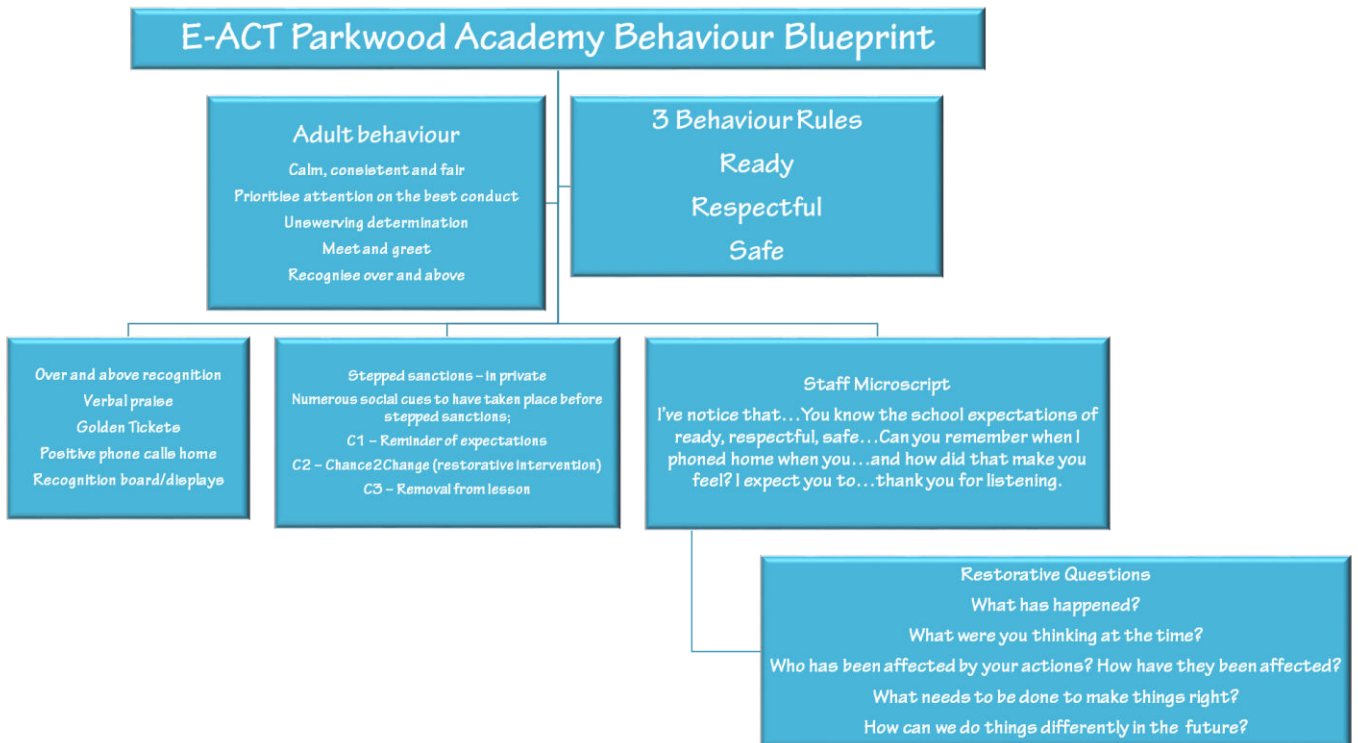 E-ACT Parkwood Academy Behaviour Blueprint
Adult behaviour
Calm, consistent and fair
Prioritise attention on the best conduct
Unswerving determination
Meet and greet
Recognise over and above
3 Behaviour Rules
Ready
Respectful
Safe
Over and above recognition
Verbal praise
Golden Tickets
Positive phone calls home
Recognition board/displays
Stepped sanctions – in private
Numerous social cues to have taken place before
stepped sanctions;
C1 – Reminder of expectations
C2 – Chance2Change (restorative intervention)
C3 – Removal from lesson
Staff Microscript
I've notice that...You know the school expectations of
ready, respectful, safe...Can you remember when I
phoned home when you...and how did that make you
feel? I expect you to...thank you for listening.
Restorative Questions
What has happened?
What were you thinking at the time?
Who has been affected by your actions? How have they been affected?
What needs to be done to make things right?
How can we do things differently in the future?